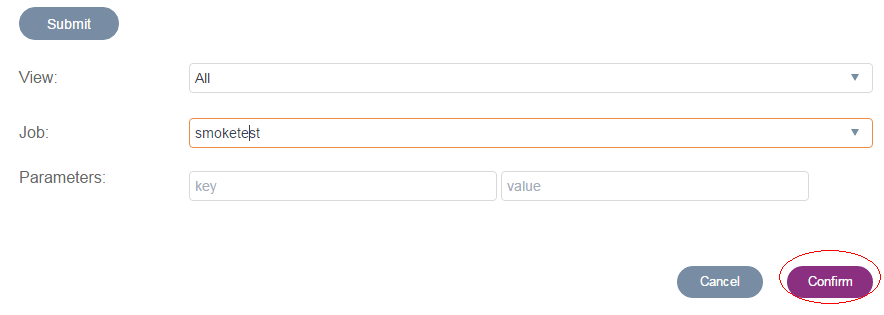 Submit
View:
All
Job:
smoketest
Parameters:
key
value
Cancel
Confirm